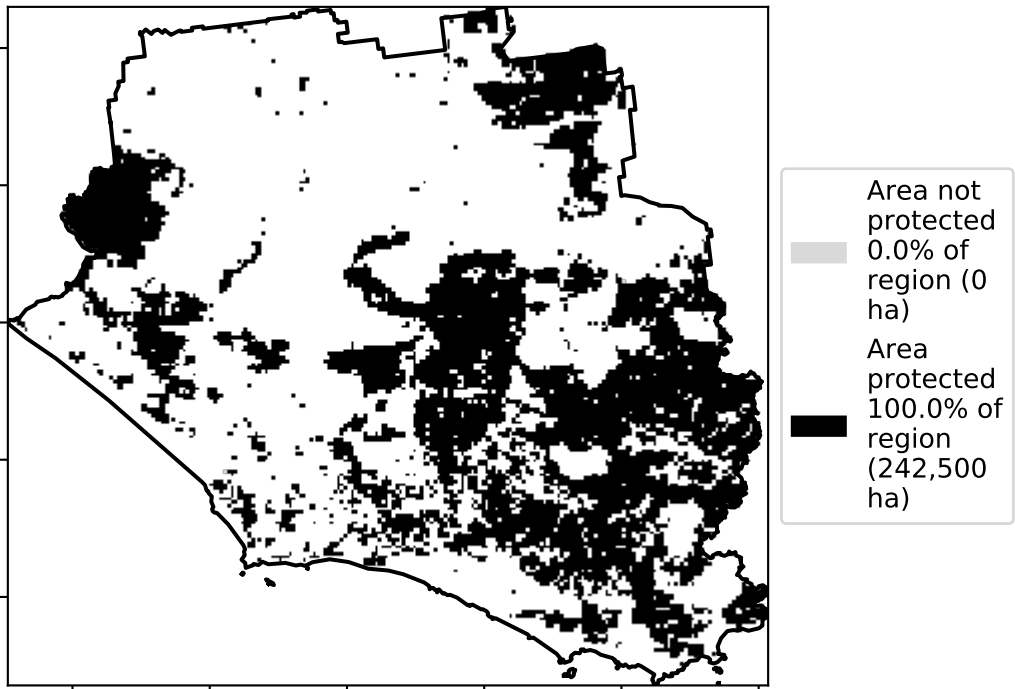 Area not
protected
0.0% of
region (0
ha)
Area
protected
100.0% of
region
(242,500
ha)